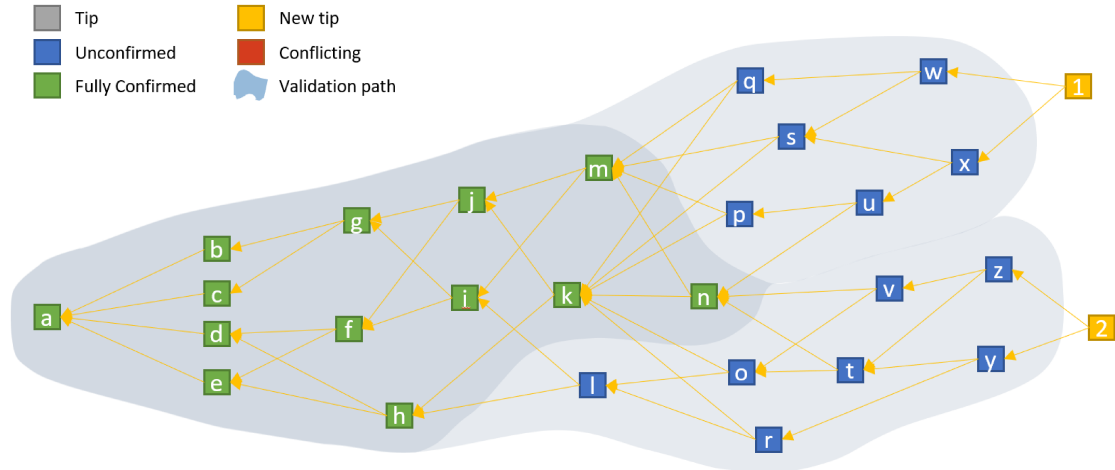 Tip
New tip
Unconfirmed
Conflicting
Fully Confirmed
Validation path
q
w
1
s
m
x
j
u
p
g
b
z
v
c
i
k
n
a
f
d
2
y
t
o
e
l
h
r